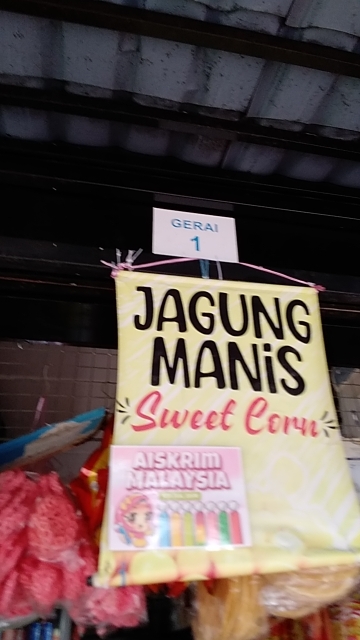 GERAI
1
JAGUNG
MANiS
Sweet Corn
AISKRIM
MALAYSIA